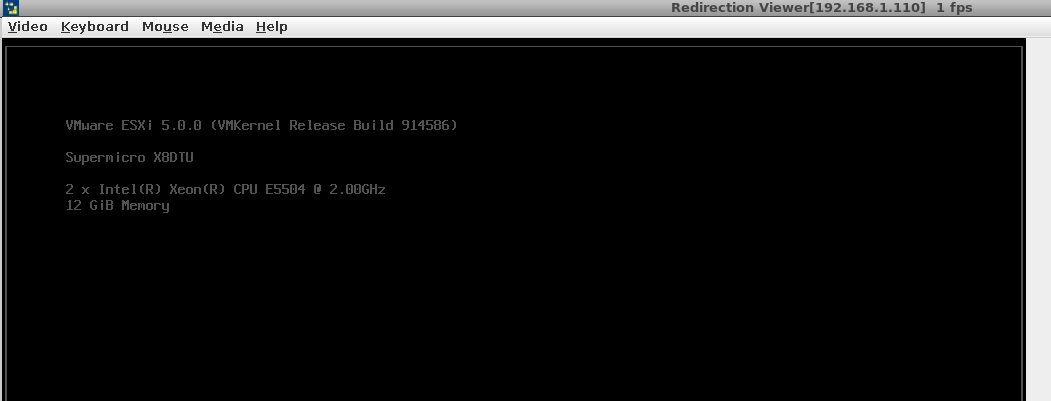 Redirection Viewer[192.168.1.110] 1 fps
Video Keyboard Mouse Media Help
VMware ESXi 5.0.0 (VMKernel Release Build 914586)
Supermicro X8DTU
2 x Intel(R) Xeon(R) CPU E5504 @ 2.00GHz
12 GiB Memory